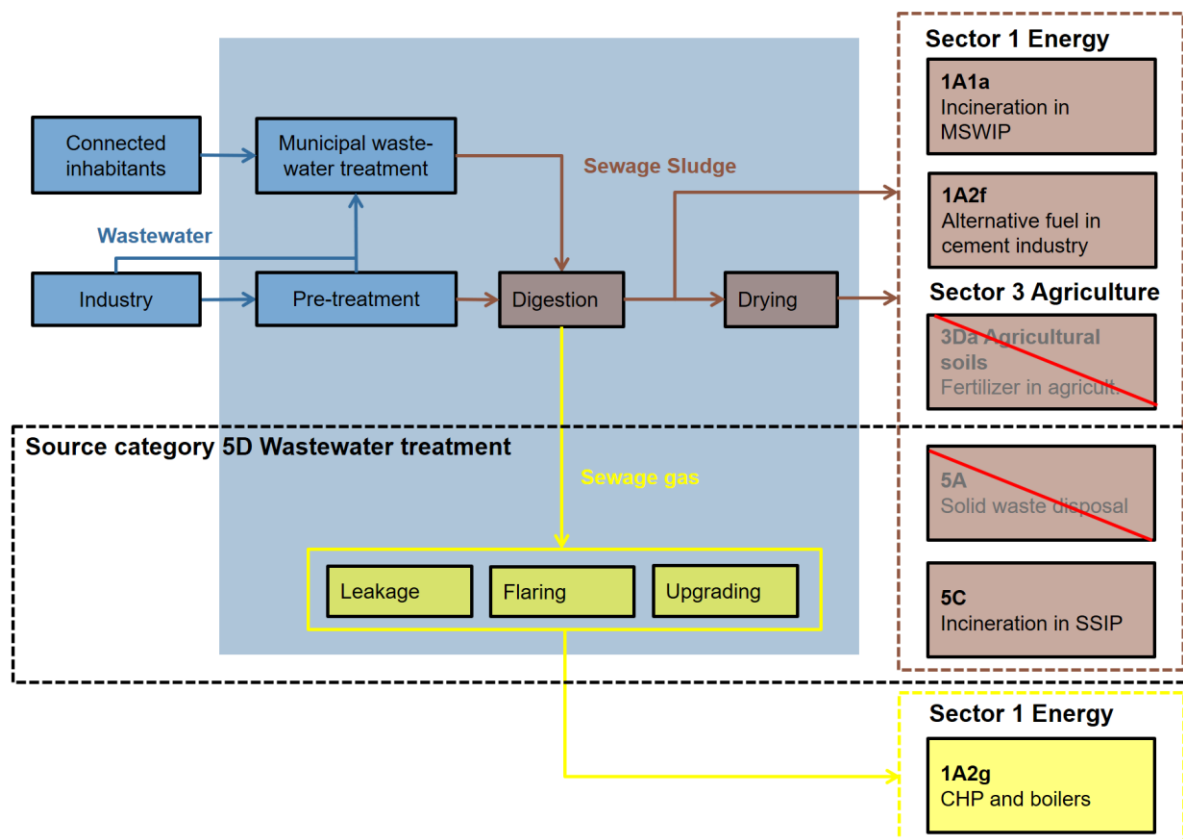 Sector 1 Energy
1A1a
Incineration in
MSWIP
Connected
inhabitants
Municipal waste-
water treatment
Sewage Sludge
1A2f
Alternative fuel in
cement industry
Wastewater
Industry
Pre-treatment
Digestion
Drying
Sector 3 Agriculture
3Da Agricultural
soils
Fertilizer in agricult.
Source category 5D Wastewater treatment
Sewage gas
5A
Solid waste disposal
Leakage
Flaring
Upgrading
5C
Incineration in SSIP
Sector 1 Energy
1A2g
CHP and boilers